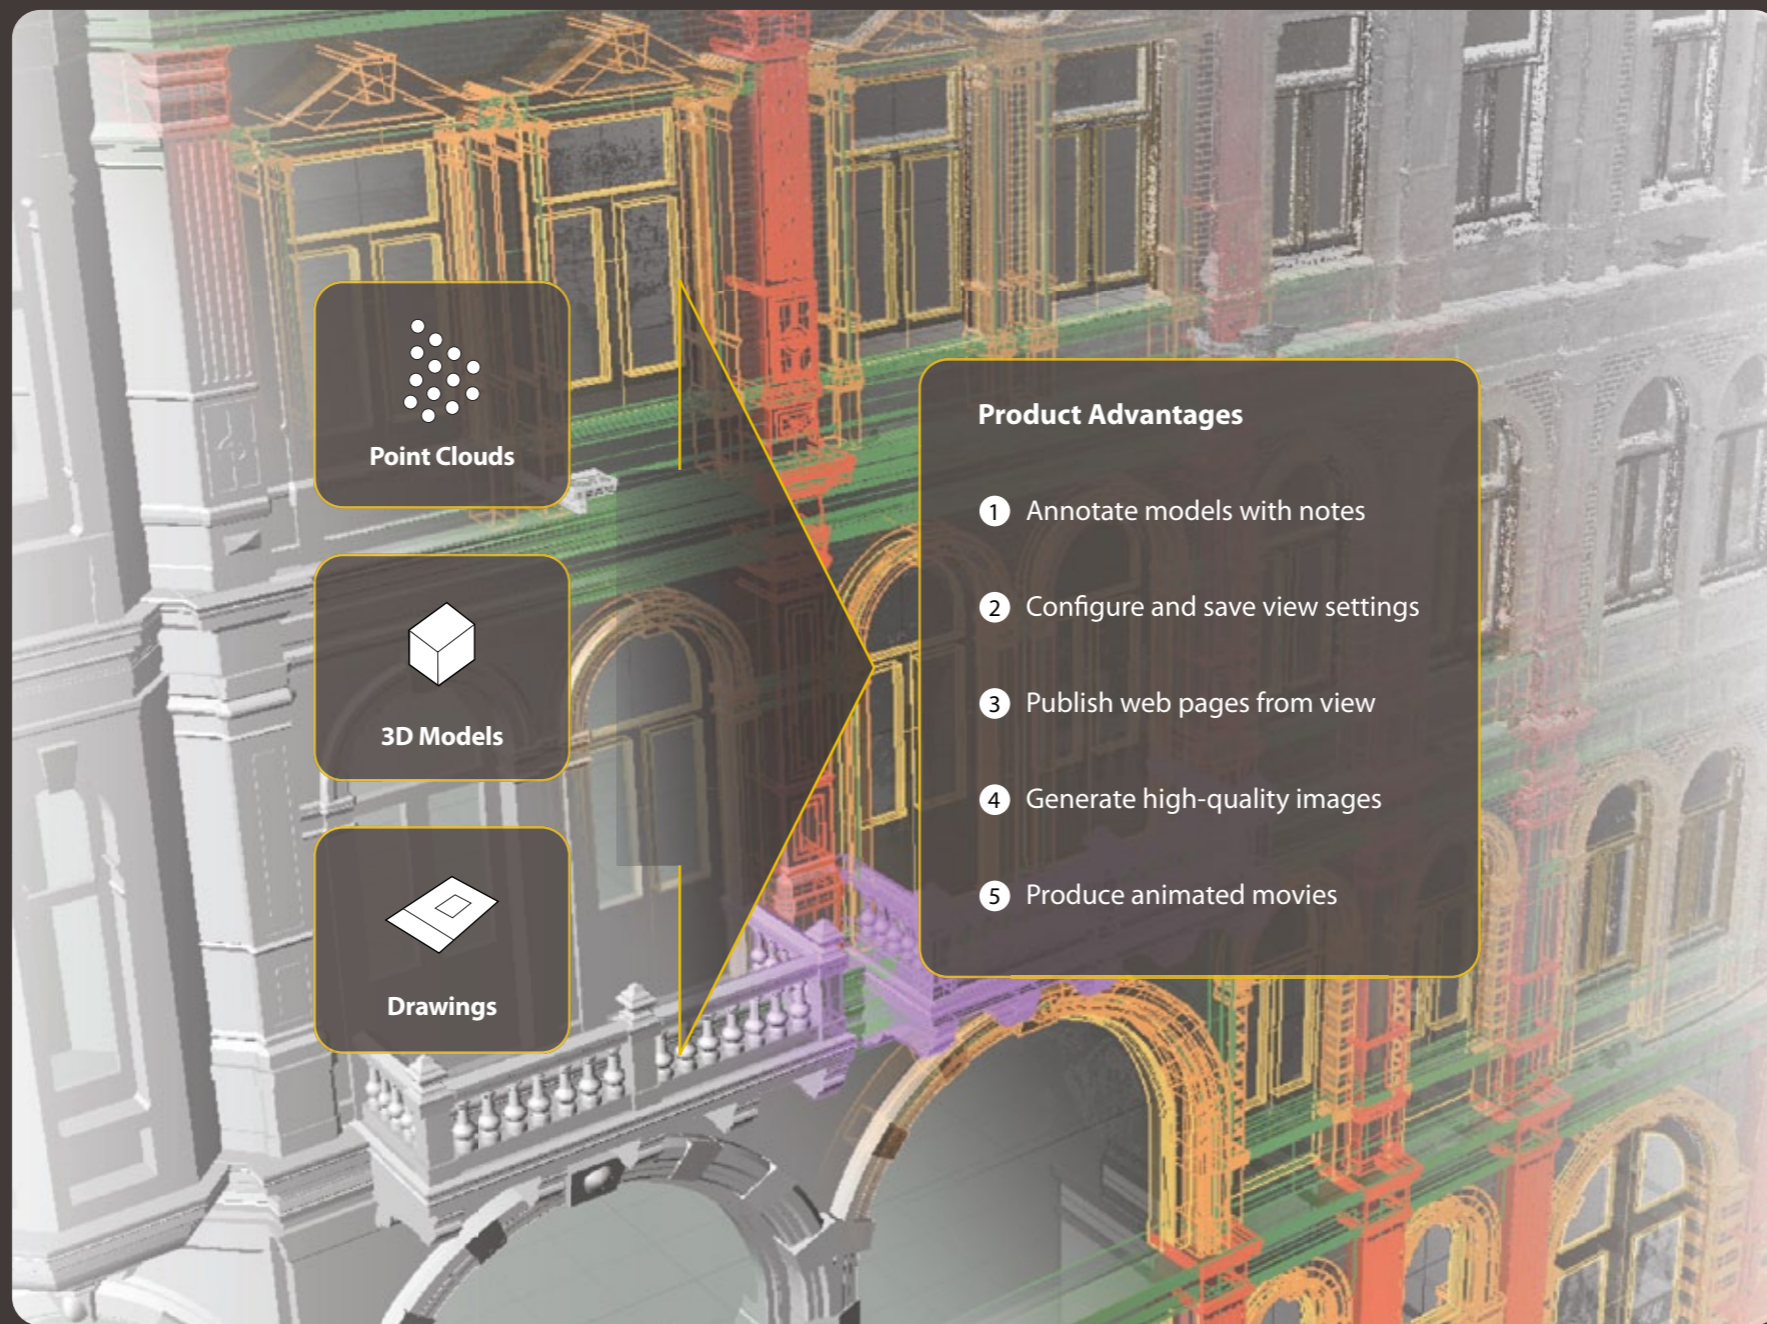 Point Clouds
3D Models
Drawings
Product Advantages
1 Annotate models with notes
2 Configure and save view settings
3 Publish web pages from view
4 Generate high-quality images
5 Produce animated movies